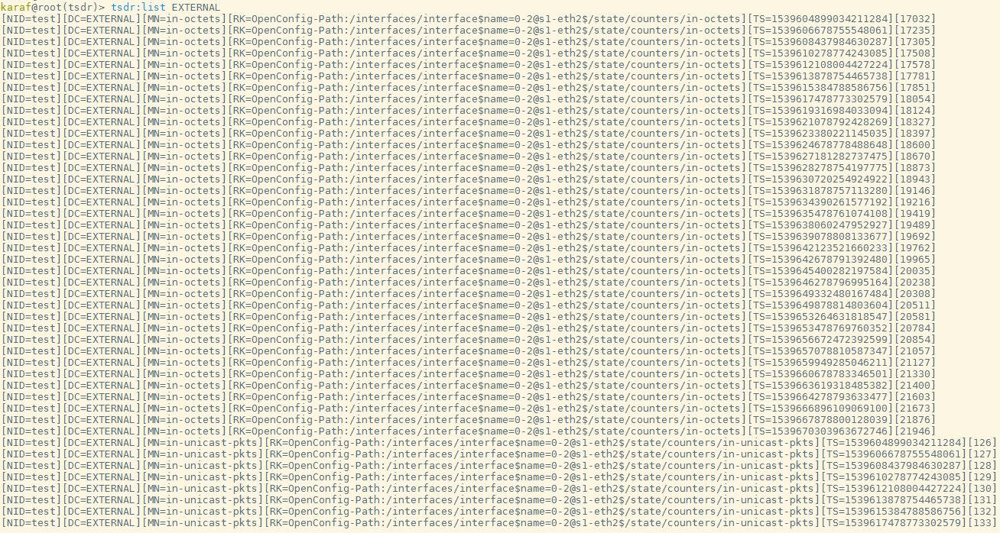 karaf@root(tsdr)> tsdr:list EXTERNAL
[NID=test][DC=EXTERNAL][MN=in-octets][RK=OpenConfig-Path:/interfaces/interface$name=0-2@s1-eth2$/state/counters/in-octets][TS=1539604899034211284][17032]
[NID=test][DC=EXTERNAL][MN=in-octets][RK=OpenConfig-Path:/interfaces/interface$name=0-2@s1-eth2$/state/counters/in-octets][TS=1539606678755548061][17235]
[NID=test][DC=EXTERNAL][MN=in-octets][RK=OpenConfig-Path:/interfaces/interface$name=0-2@s1-eth2$/state/counters/in-octets][TS=1539608437984630287][17305]
[NID=test][DC=EXTERNAL][MN=in-octets][RK=OpenConfig-Path:/interfaces/interface$name=0-2@s1-eth2$/state/counters/in-octets][TS=1539610278774243085][17508]
[NID=test][DC=EXTERNAL][MN=in-octets][RK=OpenConfig-Path:/interfaces/interface$name=0-2@s1-eth2$/state/counters/in-octets][TS=1539612108004427224][17578]
[NID=test][DC=EXTERNAL][MN=in-octets][RK=OpenConfig-Path:/interfaces/interface$name=0-2@s1-eth2$/state/counters/in-octets][TS=1539613878754465738][17781]
[NID=test][DC=EXTERNAL][MN=in-octets][RK=OpenConfig-Path:/interfaces/interface$name=0-2@s1-eth2$/state/counters/in-octets][TS=1539615384788586756][17851]
[NID=test][DC=EXTERNAL][MN=in-octets][RK=OpenConfig-Path:/interfaces/interface$name=0-2@s1-eth2$/state/counters/in-octets][TS=1539617478773302579][18054]
[NID=test][DC=EXTERNAL][MN=in-octets][RK=OpenConfig-Path:/interfaces/interface$name=0-2@s1-eth2$/state/counters/in-octets][TS=1539619316984033094][18124]
[NID=test][DC=EXTERNAL][MN=in-octets][RK=OpenConfig-Path:/interfaces/interface$name=0-2@s1-eth2$/state/counters/in-octets][TS=1539621078792428269][18327]
[NID=test][DC=EXTERNAL][MN=in-octets][RK=OpenConfig-Path:/interfaces/interface$name=0-2@s1-eth2$/state/counters/in-octets][TS=1539623380221145035][18397]
[NID=test][DC=EXTERNAL][MN=in-octets][RK=OpenConfig-Path:/interfaces/interface$name=0-2@s1-eth2$/state/counters/in-octets][TS=1539624678778488648][18600]
[NID=test][DC=EXTERNAL][MN=in-octets][RK=OpenConfig-Path:/interfaces/interface$name=0-2@s1-eth2$/state/counters/in-octets][TS=1539627181282737475][18670]
[NID=test][DC=EXTERNAL][MN=in-octets][RK=OpenConfig-Path:/interfaces/interface$name=0-2@s1-eth2$/state/counters/in-octets][TS=1539628278754197775][18873]
[NID=test][DC=EXTERNAL][MN=in-octets][RK=OpenConfig-Path:/interfaces/interface$name=0-2@s1-eth2$/state/counters/in-octets][TS=1539630720254924922][18943]
[NID=test][DC=EXTERNAL][MN=in-octets][RK=OpenConfig-Path:/interfaces/interface$name=0-2@s1-eth2$/state/counters/in-octets][TS=1539631878757113280][19146]
[NID=test][DC=EXTERNAL][MN=in-octets][RK=OpenConfig-Path:/interfaces/interface$name=0-2@s1-eth2$/state/counters/in-octets][TS=1539634390261577192][19216]
[NID=test][DC=EXTERNAL][MN=in-octets][RK=OpenConfig-Path:/interfaces/interface$name=0-2@s1-eth2$/state/counters/in-octets][TS=1539635478761074108][19419]
[NID=test][DC=EXTERNAL][MN=in-octets][RK=OpenConfig-Path:/interfaces/interface$name=0-2@s1-eth2$/state/counters/in-octets][TS=1539638060247952927][19489]
[NID=test][DC=EXTERNAL][MN=in-octets][RK=OpenConfig-Path:/interfaces/interface$name=0-2@s1-eth2$/state/counters/in-octets][TS=1539639078808133677][19692]
[NID=test][DC=EXTERNAL][MN=in-octets][RK=OpenConfig-Path:/interfaces/interface$name=0-2@s1-eth2$/state/counters/in-octets][TS=1539642123521660233][19762]
[NID=test][DC=EXTERNAL][MN=in-octets][RK=OpenConfig-Path:/interfaces/interface$name=0-2@s1-eth2$/state/counters/in-octets][TS=1539642678791392480][19965]
[NID=test][DC=EXTERNAL][MN=in-octets][RK=OpenConfig-Path:/interfaces/interface$name=0-2@s1-eth2$/state/counters/in-octets][TS=1539645400282197584][20035]
[NID=test][DC=EXTERNAL][MN=in-octets][RK=OpenConfig-Path:/interfaces/interface$name=0-2@s1-eth2$/state/counters/in-octets][TS=1539646278796995164][20238]
[NID=test][DC=EXTERNAL][MN=in-octets][RK=OpenConfig-Path:/interfaces/interface$name=0-2@s1-eth2$/state/counters/in-octets][TS=1539649332480167484][20308]
[NID=test][DC=EXTERNAL][MN=in-octets][RK=OpenConfig-Path:/interfaces/interface$name=0-2@s1-eth2$/state/counters/in-octets][TS=1539649878814803604][20511]
[NID=test][DC=EXTERNAL][MN=in-octets][RK=OpenConfig-Path:/interfaces/interface$name=0-2@s1-eth2$/state/counters/in-octets][TS=1539653264631818547][20581]
[NID=test][DC=EXTERNAL][MN=in-octets][RK=OpenConfig-Path:/interfaces/interface$name=0-2@s1-eth2$/state/counters/in-octets][TS=1539653478769760352][20784]
[NID=test][DC=EXTERNAL][MN=in-octets][RK=OpenConfig-Path:/interfaces/interface$name=0-2@s1-eth2$/state/counters/in-octets][TS=1539656672472392599][20854]
[NID=test][DC=EXTERNAL][MN=in-octets][RK=OpenConfig-Path:/interfaces/interface$name=0-2@s1-eth2$/state/counters/in-octets][TS=1539657078810587347][21057]
[NID=test][DC=EXTERNAL][MN=in-octets][RK=OpenConfig-Path:/interfaces/interface$name=0-2@s1-eth2$/state/counters/in-octets][TS=1539659949285046211][21127]
[NID=test][DC=EXTERNAL][MN=in-octets][RK=OpenConfig-Path:/interfaces/interface$name=0-2@s1-eth2$/state/counters/in-octets][TS=1539660678783346501][21330]
[NID=test][DC=EXTERNAL][MN=in-octets][RK=OpenConfig-Path:/interfaces/interface$name=0-2@s1-eth2$/state/counters/in-octets][TS=1539663619318485382][21400]
[NID=test][DC=EXTERNAL][MN=in-octets][RK=OpenConfig-Path:/interfaces/interface$name=0-2@s1-eth2$/state/counters/in-octets][TS=1539664278793633477][21603]
[NID=test][DC=EXTERNAL][MN=in-octets][RK=OpenConfig-Path:/interfaces/interface$name=0-2@s1-eth2$/state/counters/in-octets][TS=1539666896109069100][21673]
[NID=test][DC=EXTERNAL][MN=in-octets][RK=OpenConfig-Path:/interfaces/interface$name=0-2@s1-eth2$/state/counters/in-octets][TS=1539667878800128039][21876]
[NID=test][DC=EXTERNAL][MN=in-octets][RK=OpenConfig-Path:/interfaces/interface$name=0-2@s1-eth2$/state/counters/in-octets][TS=1539670303963672746][21946]
[NID=test][DC=EXTERNAL][MN=in-unicast-pkts][RK=OpenConfig-Path:/interfaces/interface$name=0-2@s1-eth2$/state/counters/in-unicast-pkts][TS=1539604899034211284][126]
[NID=test][DC=EXTERNAL][MN=in-unicast-pkts][RK=OpenConfig-Path:/interfaces/interface$name=0-2@s1-eth2$/state/counters/in-unicast-pkts][TS=1539606678755548061][127]
[NID=test][DC=EXTERNAL][MN=in-unicast-pkts][RK=OpenConfig-Path:/interfaces/interface$name=0-2@s1-eth2$/state/counters/in-unicast-pkts][TS=1539608437984630287][128]
[NID=test][DC=EXTERNAL][MN=in-unicast-pkts][RK=OpenConfig-Path:/interfaces/interface$name=0-2@s1-eth2$/state/counters/in-unicast-pkts][TS=1539610278774243085][129]
[NID=test][DC=EXTERNAL][MN=in-unicast-pkts][RK=OpenConfig-Path:/interfaces/interface$name=0-2@s1-eth2$/state/counters/in-unicast-pkts][TS=1539612108004427224][130]
[NID=test][DC=EXTERNAL][MN=in-unicast-pkts][RK=OpenConfig-Path:/interfaces/interface$name=0-2@s1-eth2$/state/counters/in-unicast-pkts][TS=1539613878754465738][131]
[NID=test][DC=EXTERNAL][MN=in-unicast-pkts][RK=OpenConfig-Path:/interfaces/interface$name=0-2@s1-eth2$/state/counters/in-unicast-pkts][TS=1539615384788586756][132]
[NID=test][DC=EXTERNAL][MN=in-unicast-pkts][RK=OpenConfig-Path:/interfaces/interface$name=0-2@s1-eth2$/state/counters/in-unicast-pkts][TS=1539617478773302579][133]